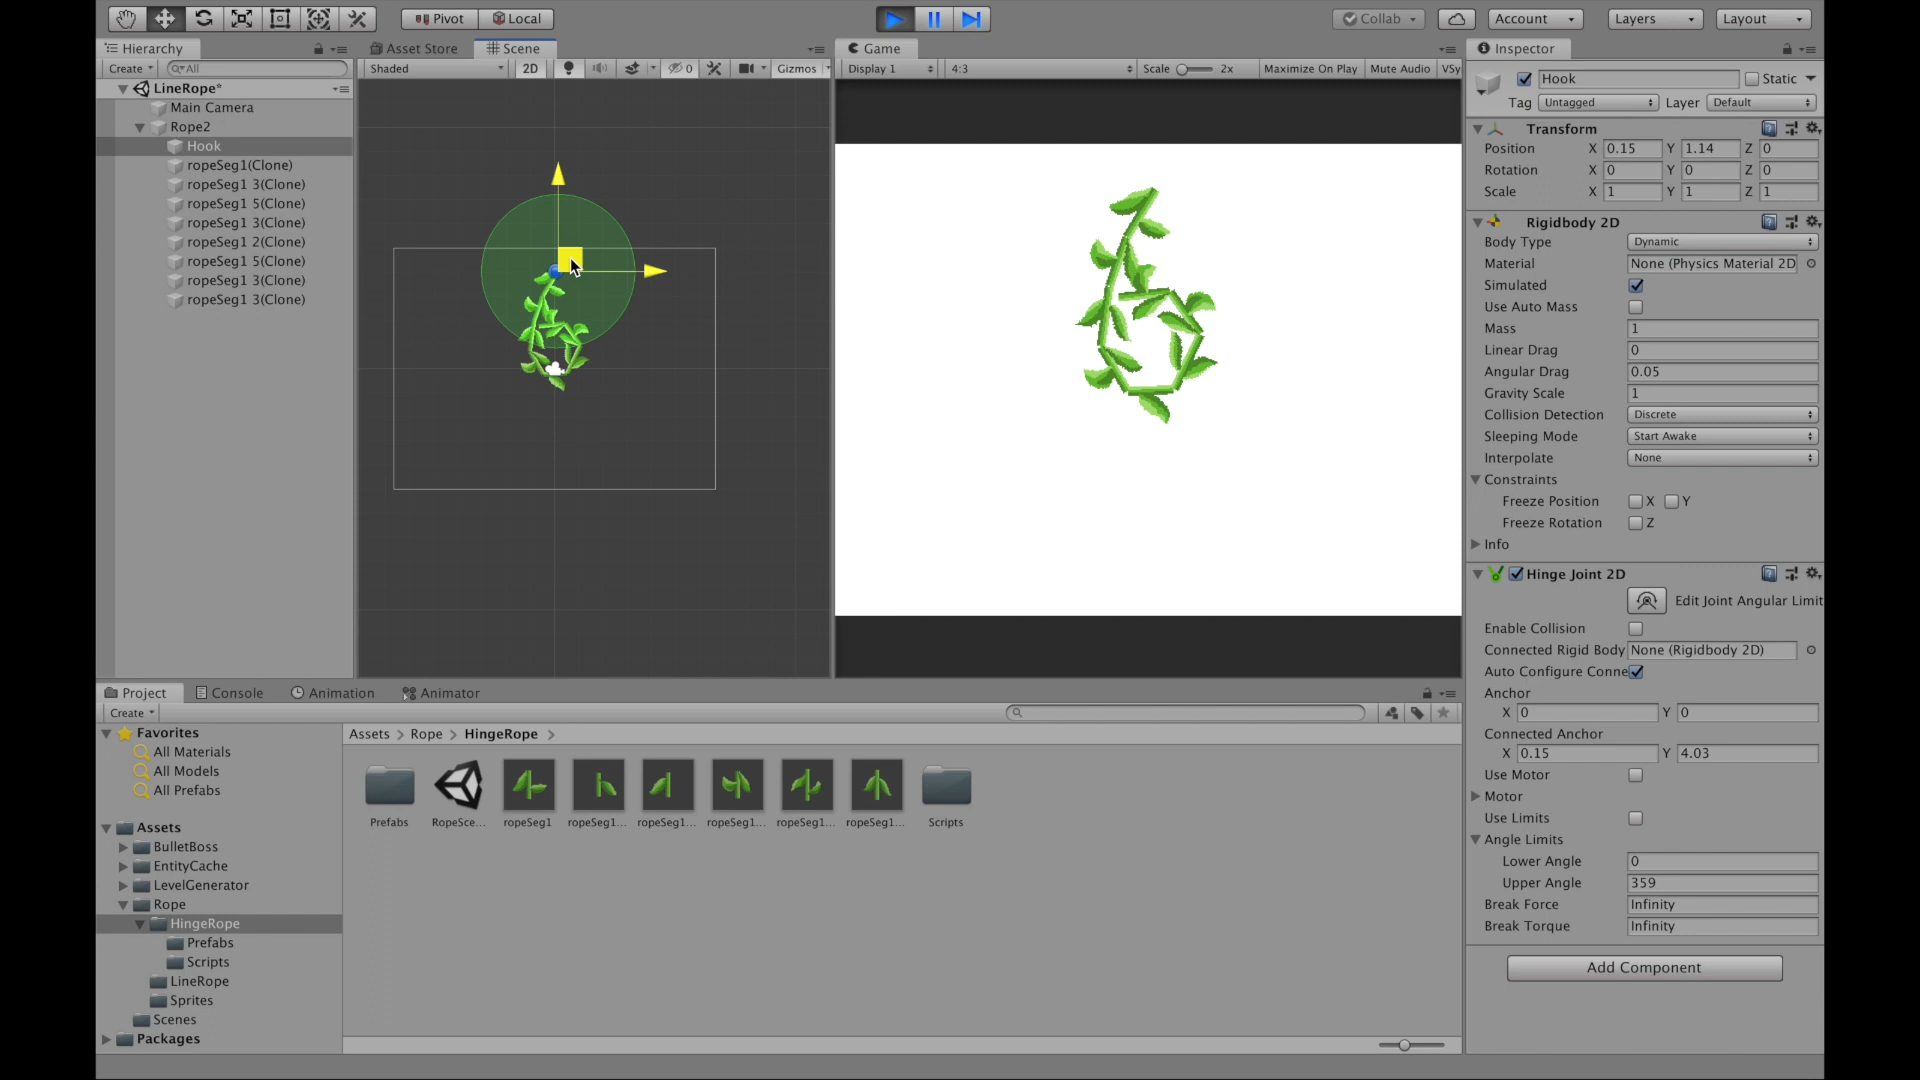 Pivot
Local
Collab
Account
Layers
Layout
Hierarchy
Asset Store
Scene
Game
Inspector
Create
All
Shaded
2D
0
Gizmos
Display 1
4:3
Scale
2x
Maximize On Play
Mute Audio
VSy
LineRope*
Main Camera
Rope2
Hook
ropeSeg1(Clone)
ropeSeg1 3(Clone)
ropeSeg1 5(Clone)
ropeSeg1 3(Clone)
ropeSeg1 2(Clone)
ropeSeg1 5(Clone)
ropeSeg1 3(Clone)
ropeSeg1 3(Clone)
Hook
Static
Tag Untagged Layer Default
Transform
Position X 0.15 Y 1.14 Z 0
Rotation X 0 Y 0 Z 0
Scale X 1 Y 1 Z 1
Rigidbody 2D
Body Type Dynamic
Material None (Physics Material 2D
Simulated
Use Auto Mass
Mass 1
Linear Drag 0
Angular Drag 0.05
Gravity Scale 1
Collision Detection Discrete
Sleeping Mode Start Awake
Interpolate None
Constraints
Freeze Position X Y
Freeze Rotation Z
Info
Hinge Joint 2D
Edit Joint Angular Limit
Enable Collision
Connected Rigid Body None (Rigidbody 2D)
Auto Configure Conne
Anchor
X 0 Y 0
Connected Anchor
X 0.15 Y 4.03
Use Motor
Motor
Use Limits
Angle Limits
Lower Angle 0
Upper Angle 359
Break Force Infinity
Break Torque Infinity
Add Component
Project
Console
Animation
Animator
Create
Favorites
All Materials
All Models
All Prefabs
Assets
BulletBoss
EntityCache
LevelGenerator
Rope
HingeRope
Prefabs
Scripts
LineRope
Sprites
Scenes
Packages
Assets > Rope > HingeRope >
Prefabs
RopeSce...
ropeSeg1
ropeSeg1...
ropeSeg1...
ropeSeg1...
ropeSeg1...
ropeSeg1...
Scripts